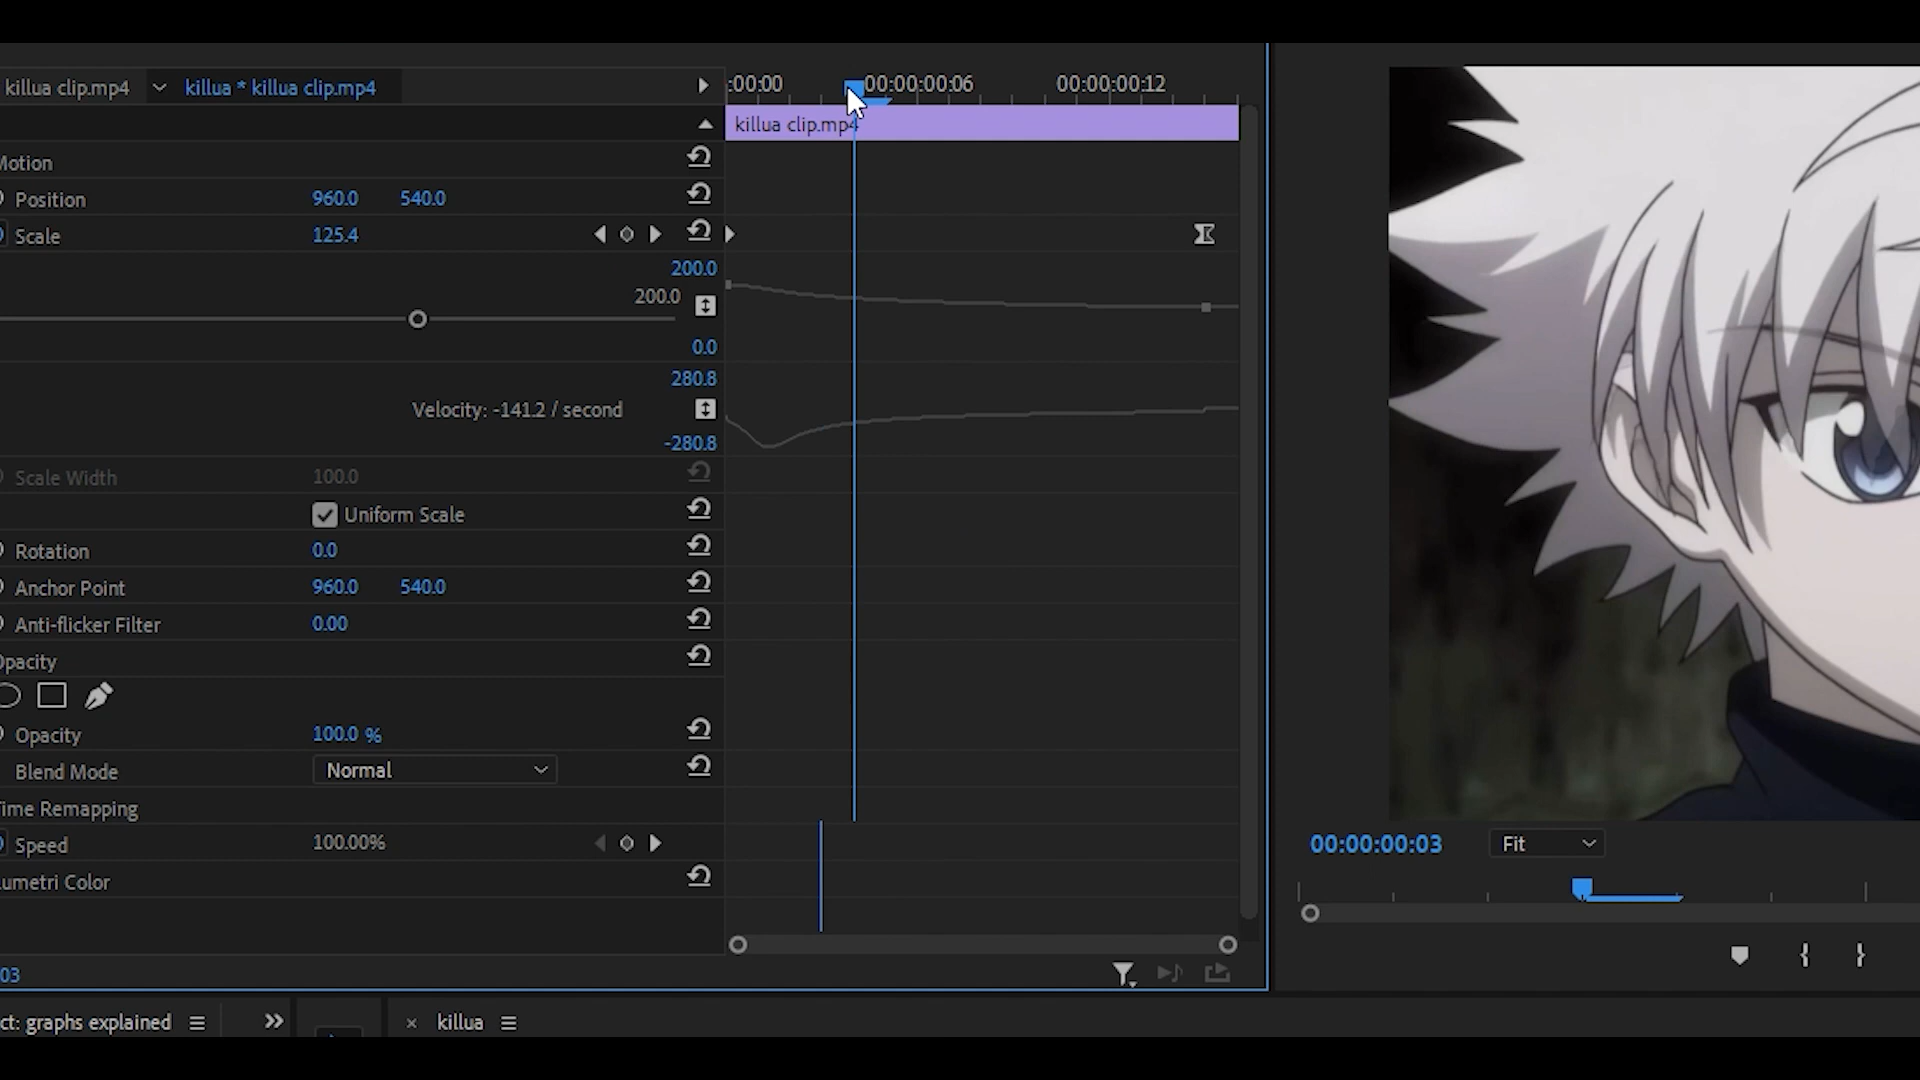 killua clip.mp4
killua * killua clip.mp4
:00:00
00:00:00:06
00:00:00:12
killua clip.mp4
Motion
Position 960.0 540.0
Scale 125.4
200.0
200.0
0.0
280.8
Velocity: -141.2 / second
-280.8
Scale Width 100.0
Uniform Scale
Rotation 0.0
Anchor Point 960.0 540.0
Anti-flicker Filter 0.00
Opacity
Opacity 100.0 %
Blend Mode Normal
Time Remapping
Speed 100.00%
umetri Color
03
00:00:00:03
Fit
ct: graphs explained
killua